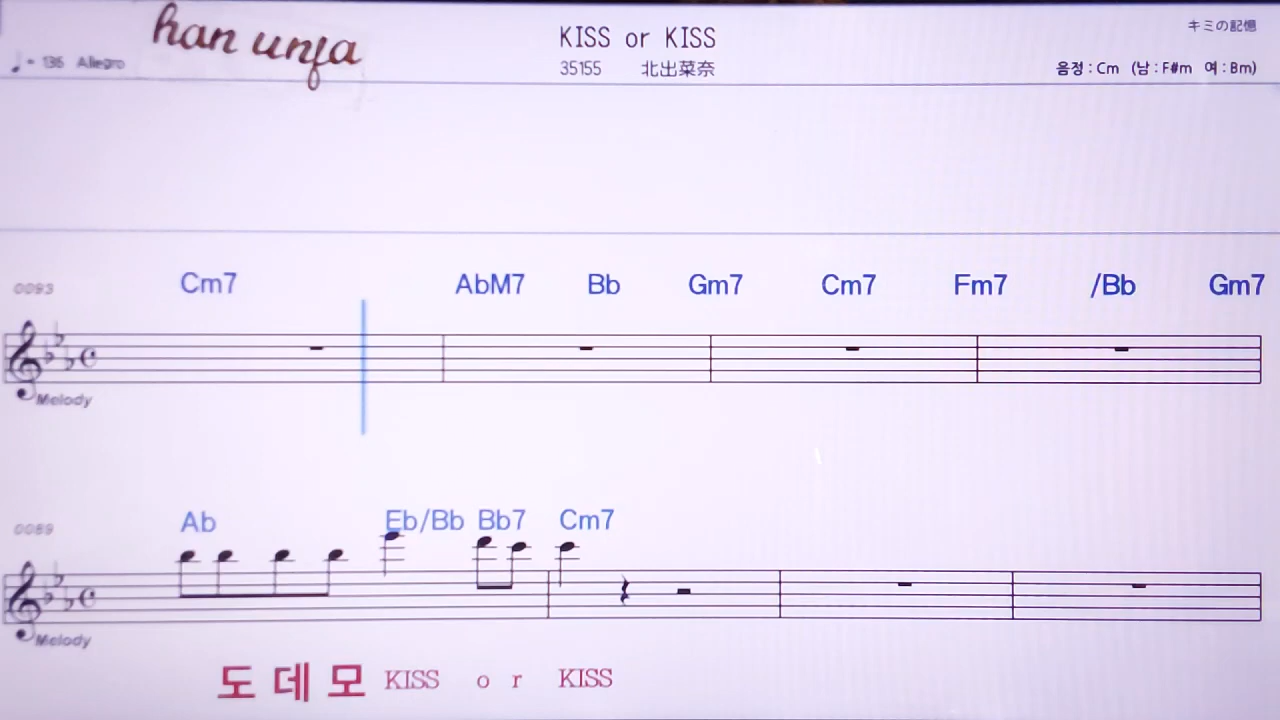 han unfa
KISS or KISS
キミの記憶
♩ = 136 Allegro
35155 北出菜奈
음정 : Cm (남 : F#m 여 : Bm)
0093 Cm7 AbM7 Bb Gm7 Cm7 Fm7 /Bb Gm7
Melody
0089 Ab Eb/Bb Bb7 Cm7
Melody
도 데 모 KISS o r KISS